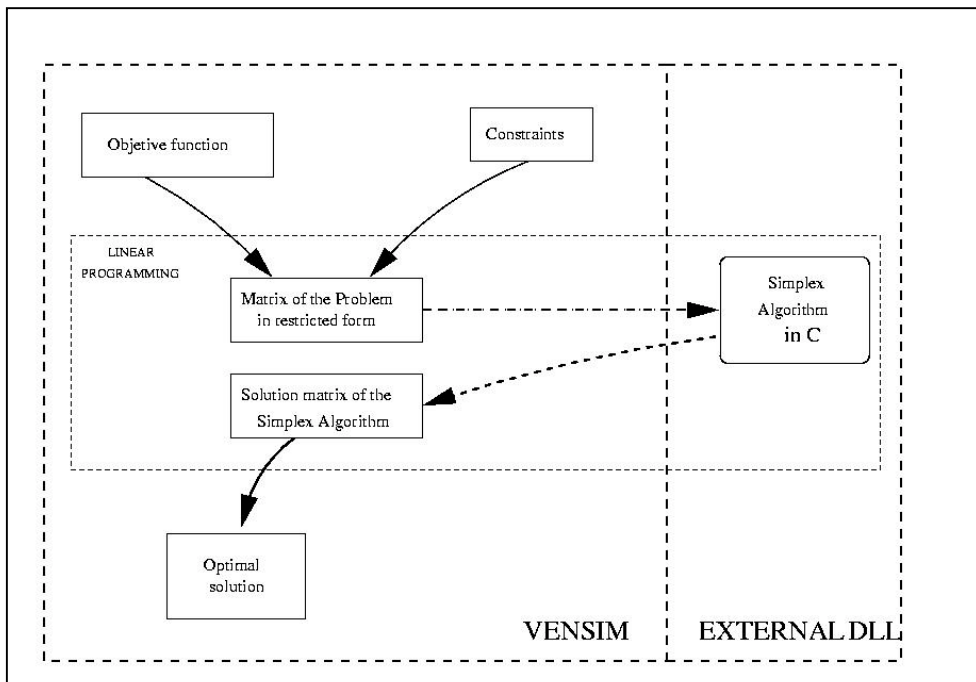 Objetive function
Constraints
LINEAR
PROGRAMMING
Matrix of the Problem
in restricted form
Simplex
Algorithm
in C
Solution matrix of the
Simplex Algorithm
Optimal
solution
VENSIM
EXTERNAL DLL